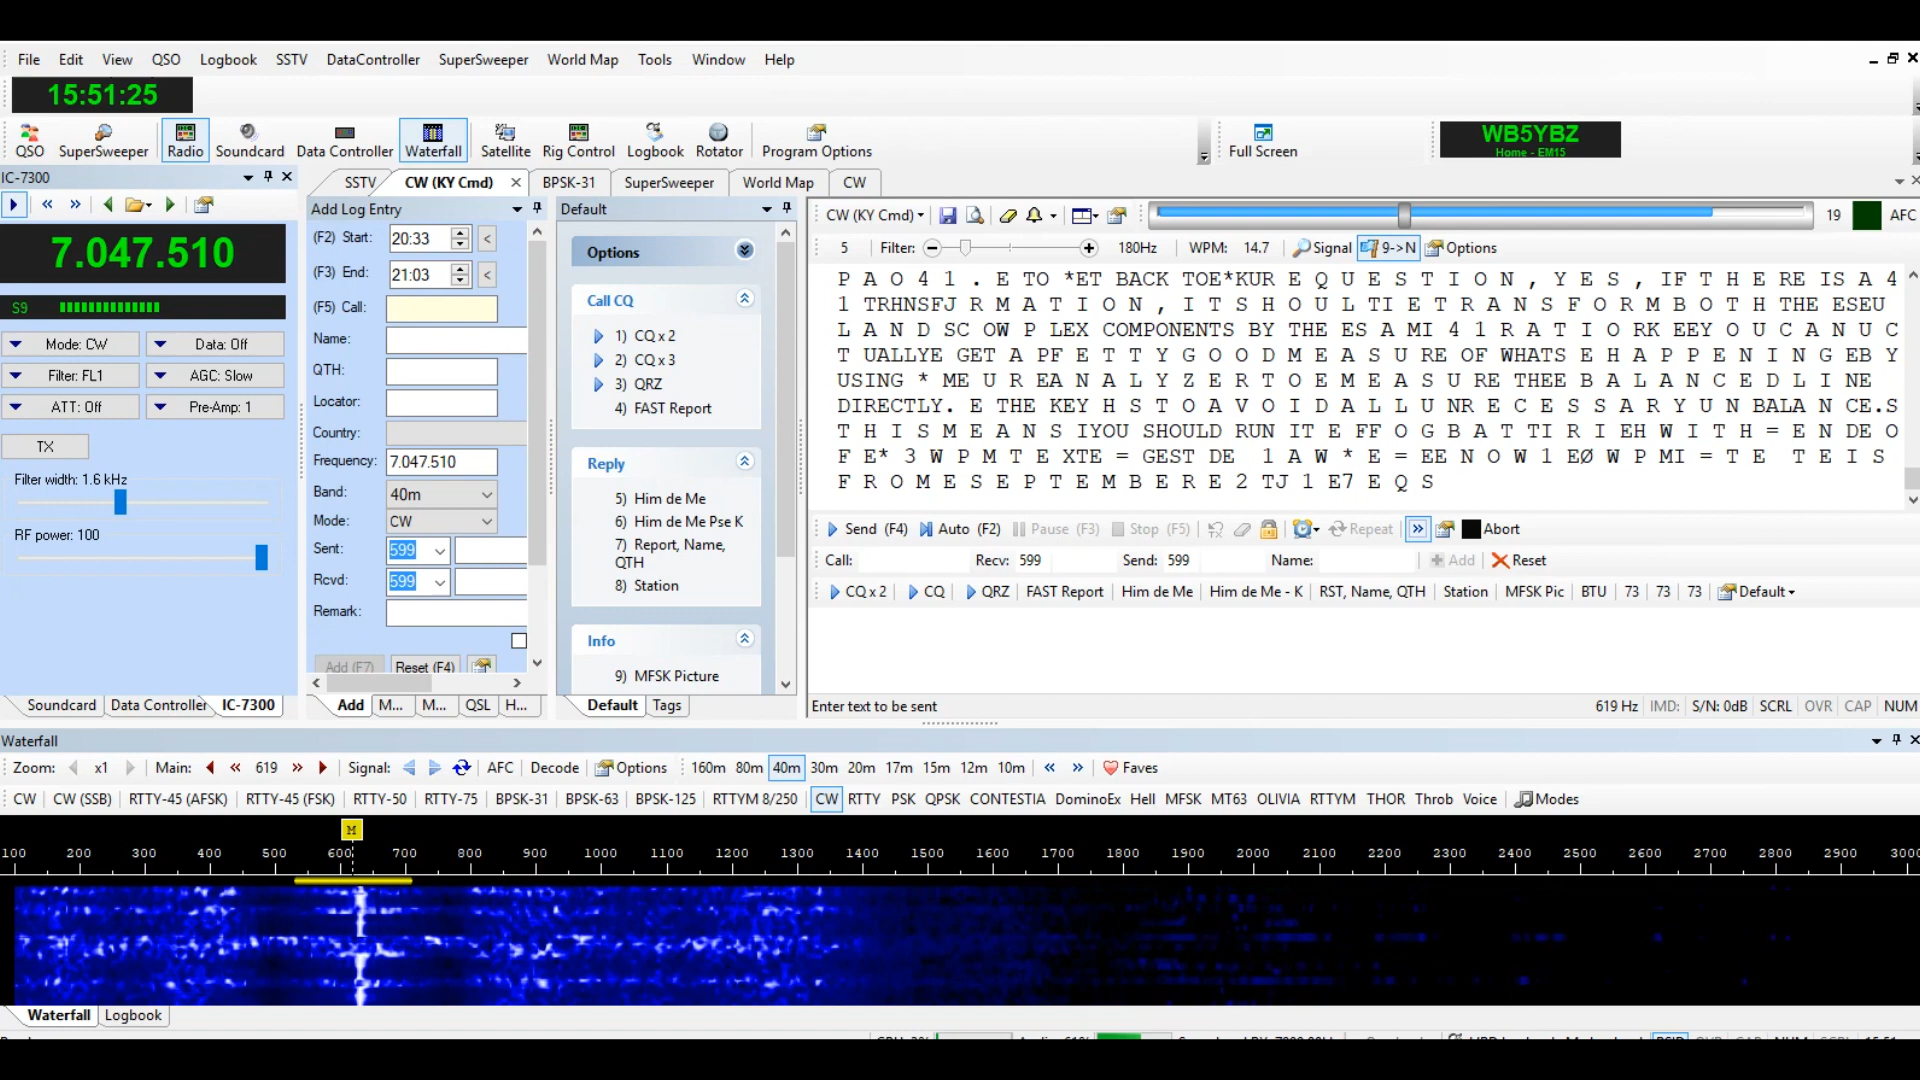 File Edit View QSO Logbook SSTV DataController SuperSweeper World Map Tools Window Help
15:51:25
QSO SuperSweeper Radio Soundcard Data Controller Waterfall Satellite Rig Control Logbook Rotator Program Options Full Screen
WB5YBZ
Home - EM15
IC-7300
7.047.510
S9
Mode: CW Data: Off
Filter: FL1 AGC: Slow
ATT: Off Pre-Amp: 1
TX
Filter width: 1.6 kHz
RF power: 100
Soundcard Data Controller IC-7300
SSTV CW (KY Cmd) BPSK-31 SuperSweeper World Map CW
Add Log Entry
(F2) Start: 20:33 <
(F3) End: 21:03 <
(F5) Call:
Name:
QTH:
Locator:
Country:
Frequency: 7.047.510
Band: 40m
Mode: CW
Sent: 599
Rcvd: 599
Remark:
Add (F7) Reset (F4)
Add M... M... QSL H...
Default
Options
Call CQ
1) CQ x 2
2) CQ x 3
3) QRZ
4) FAST Report
Reply
5) Him de Me
6) Him de Me Pse K
7) Report, Name,
QTH
8) Station
Info
9) MFSK Picture
Default Tags
CW (KY Cmd) 19 AFC
5 Filter: 180Hz WPM: 14.7 Signal 9->N Options
P A O 4 1 . E TO *ET BACK TOE*KUR E Q U E S T I O N , Y E S , IF T H E RE IS A 4
1 TRHNSFJ R M A T I O N , I T S H O U L TI E T R A N S F O R M B O T H THE ESEU
L A N D SC OW P LEX COMPONENTS BY THE ES A MI 4 1 R A T I O RK EEY O U C A N U C
T UALLYE GET A PF E T T Y G O O D M E A S U RE OF WHATS E H A P P E N I N G EB Y
USING * ME U R EA N A L Y Z E R T O E M E A S U RE THEE B A L A N C E D L I NE
DIRECTLY. E THE KEY H S T O A V O I D A L L U NR E C E S S A R Y U N BALA N CE.S
T H I S M E A N S IYOU SHOULD RUN IT E FF O G B A T TI R I EH W I T H = E N DE O
F E* 3 W P M T E XTE = GEST DE 1 A W * E = EE N O W 1 EØ W P MI = T E T E I S
F R O M E S E P T E M B E R E 2 TJ 1 E7 E Q S
Send (F4) Auto (F2) Pause (F3) Stop (F5) Repeat Abort
Call: Recv: 599 Send: 599 Name: Add Reset
CQ x 2 CQ QRZ FAST Report Him de Me Him de Me - K RST, Name, QTH Station MFSK Pic BTU 73 73 73 Default
Enter text to be sent 619 Hz IMD: S/N: 0dB SCRL OVR CAP NUM
Waterfall
Zoom: x1 Main: 619 Signal: AFC Decode Options 160m 80m 40m 30m 20m 17m 15m 12m 10m Faves
CW CW (SSB) RTTY-45 (AFSK) RTTY-45 (FSK) RTTY-50 RTTY-75 BPSK-31 BPSK-63 BPSK-125 RTTYM 8/250 CW RTTY PSK QPSK CONTESTIA DominoEx Hell MFSK MT63 OLIVIA RTTYM THOR Throb Voice Modes
M
100 200 300 400 500 600 700 800 900 1000 1100 1200 1300 1400 1500 1600 1700 1800 1900 2000 2100 2200 2300 2400 2500 2600 2700 2800 2900 3000
Waterfall Logbook